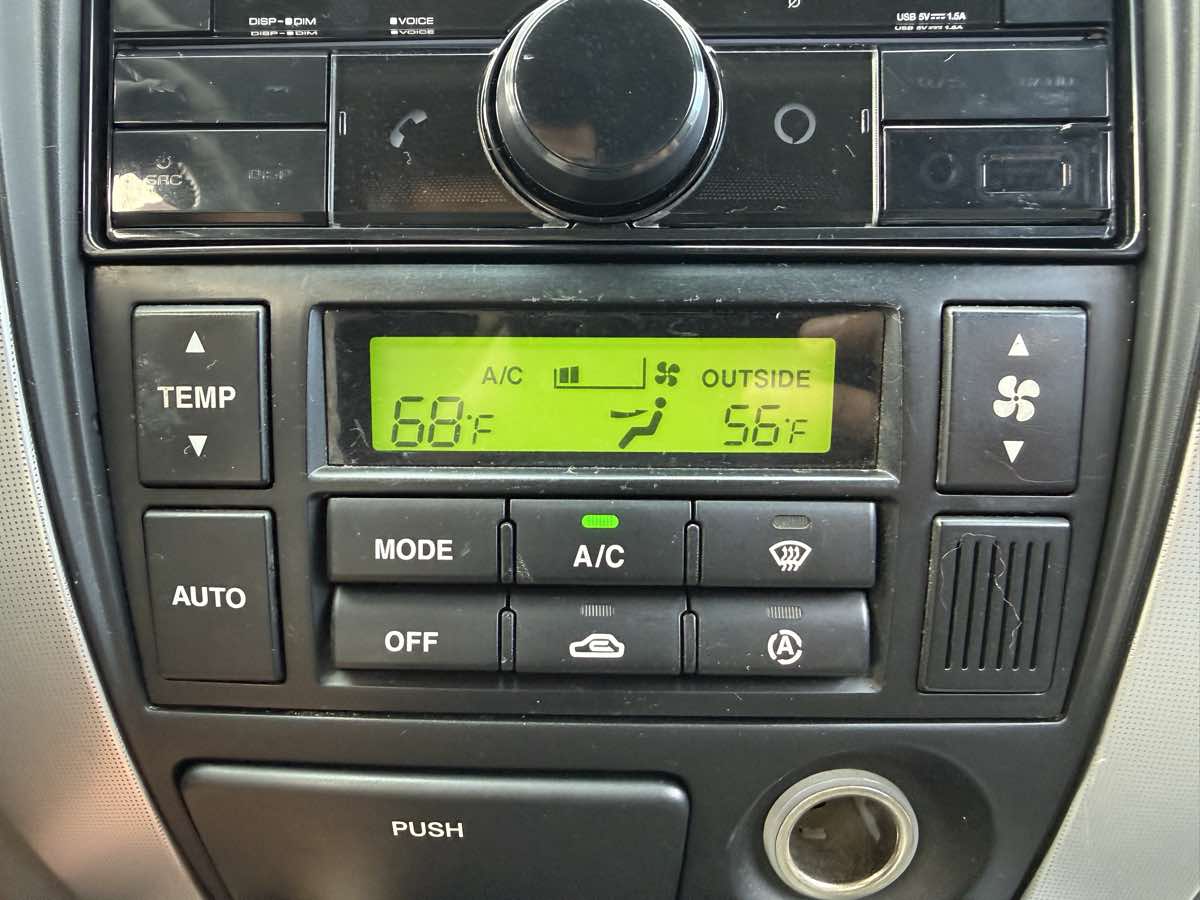 DISP-●DIM
●VOICE
USB 5V⎓1.5A
SRC
DISP
A/C
OUTSIDE
68°F
56°F
TEMP
MODE
A/C
AUTO
OFF
A
PUSH